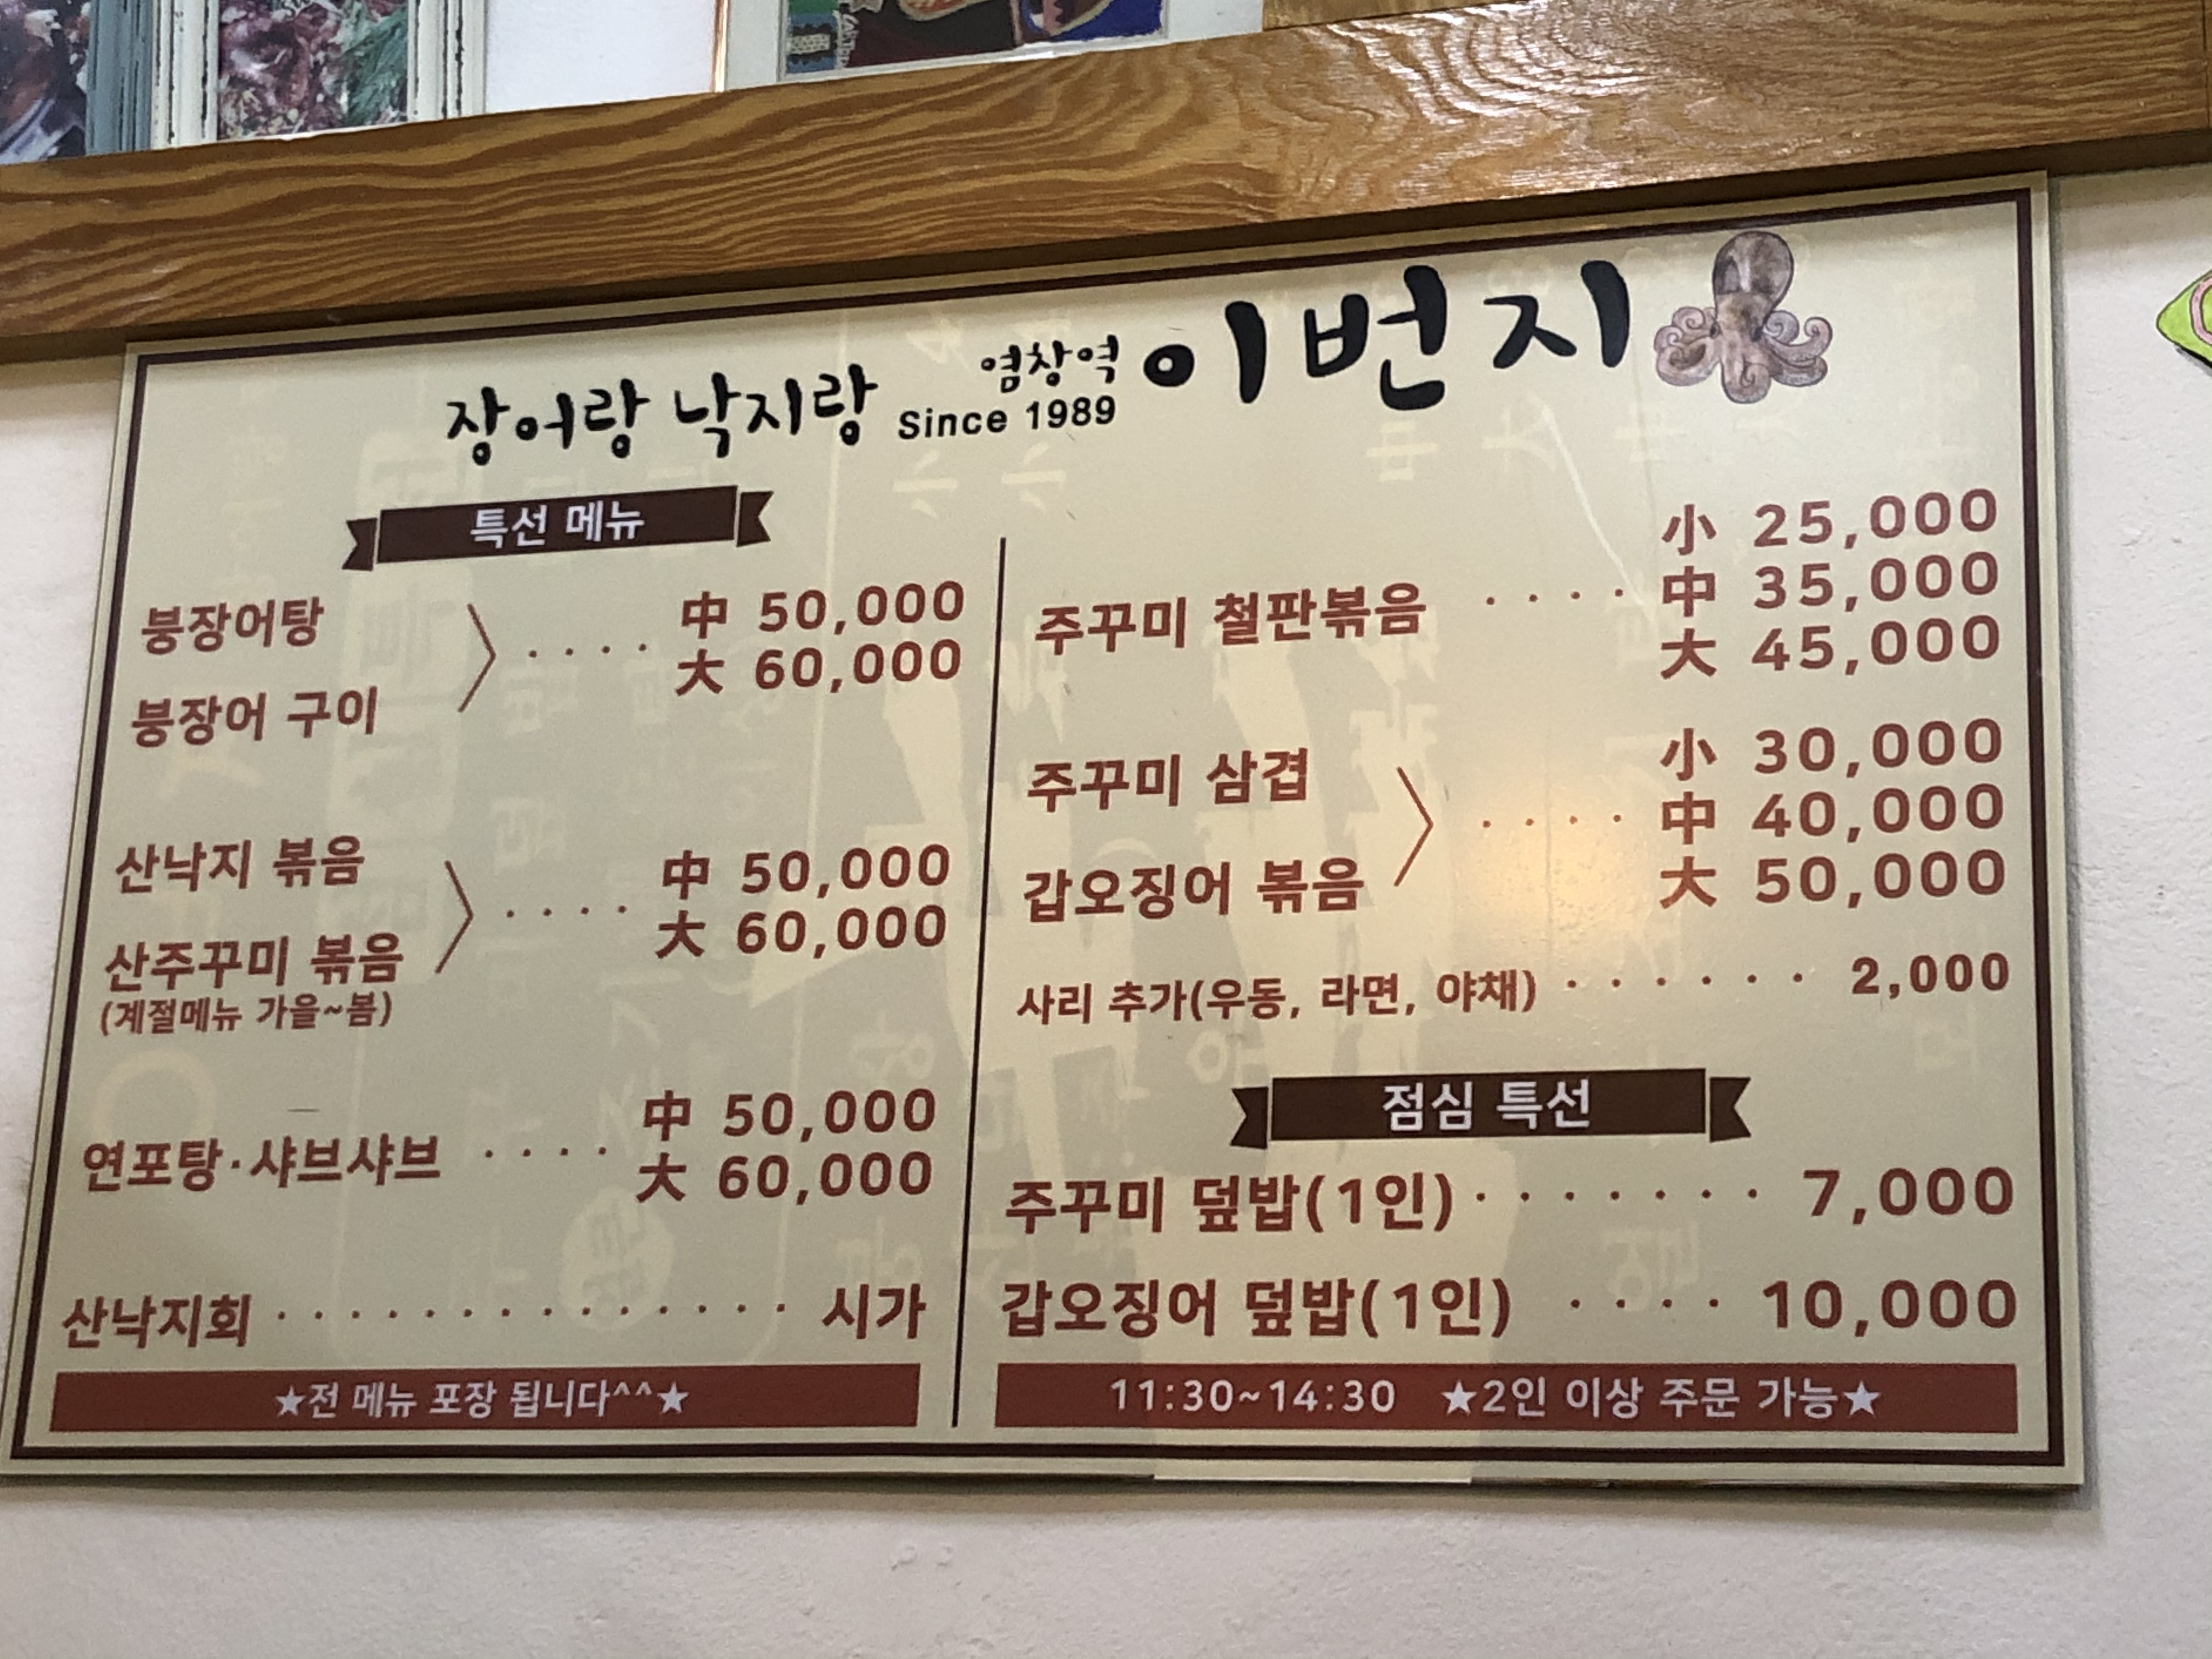 장어랑 낙지랑 염창역 이번지
Since 1989
특선 메뉴
붕장어탕
붕장어 구이
···· 中 50,000
大 60,000
산낙지 볶음
산주꾸미 볶음
(계절메뉴 가을~봄)
···· 中 50,000
大 60,000
연포탕·샤브샤브 ···· 中 50,000
大 60,000
산낙지회 ·············· 시가
★전 메뉴 포장 됩니다^^★
주꾸미 철판볶음 ···· 小 25,000
中 35,000
大 45,000
주꾸미 삼겹
갑오징어 볶음
···· 小 30,000
中 40,000
大 50,000
사리 추가(우동, 라면, 야채) ······ 2,000
점심 특선
주꾸미 덮밥(1인)······· 7,000
갑오징어 덮밥(1인) ···· 10,000
11:30~14:30 ★2인 이상 주문 가능★